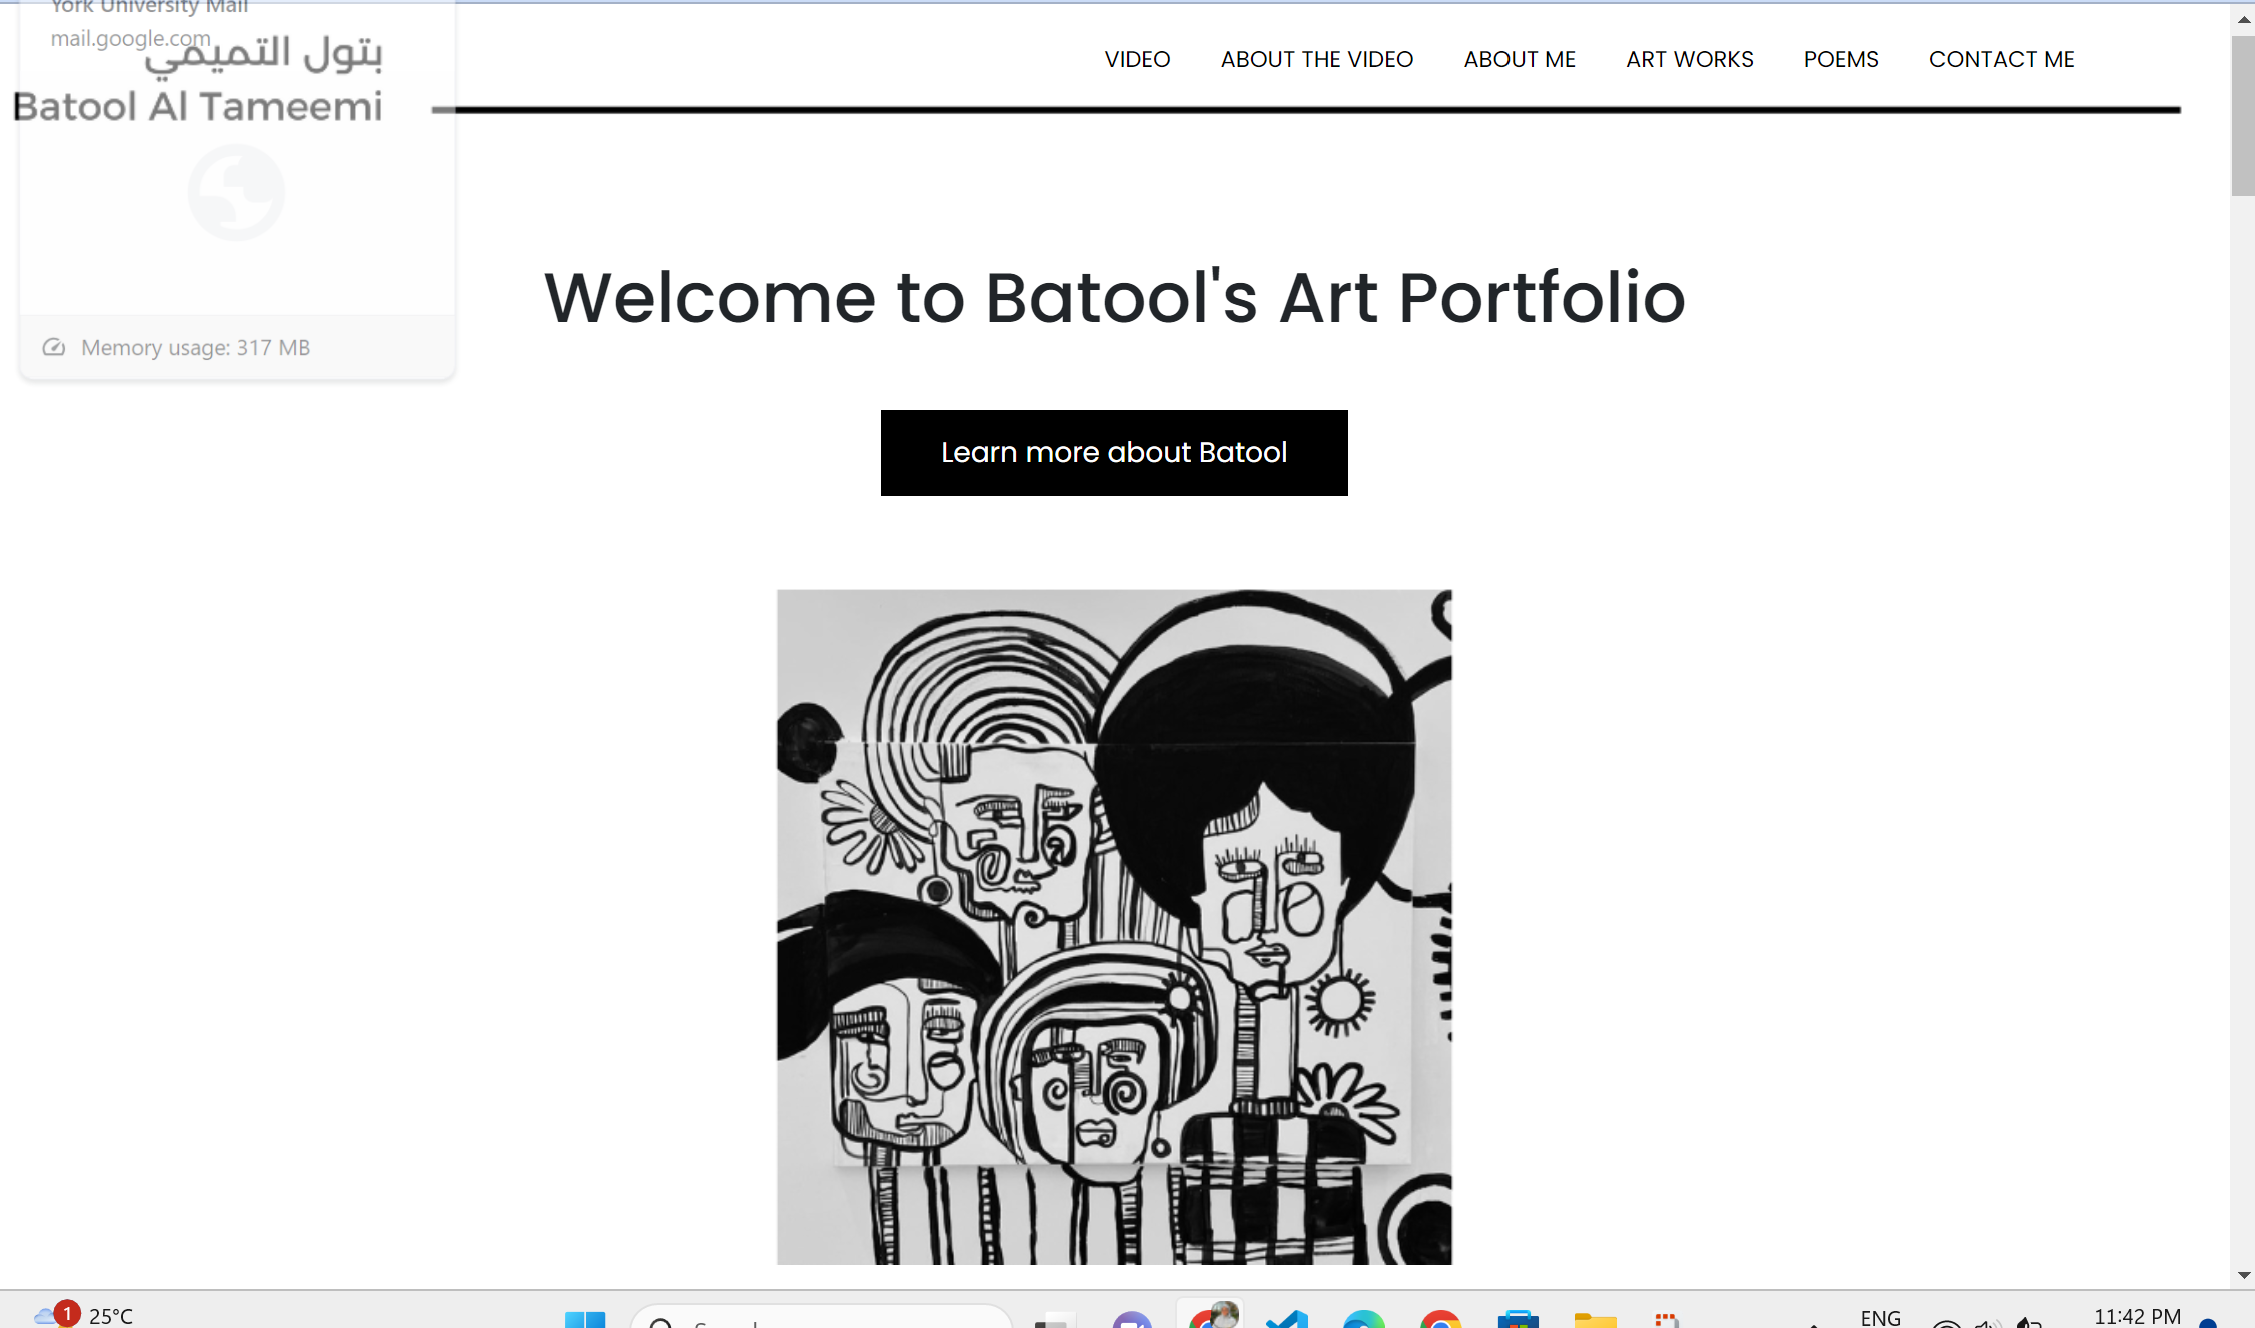 York University Mail
mail.google.com
بتول التميمي
Batool Al Tameemi
VIDEO
ABOUT THE VIDEO
ABOUT ME
ART WORKS
POEMS
CONTACT ME
Memory usage: 317 MB
Welcome to Batool's Art Portfolio
Learn more about Batool
1
25°C
ENG
11:42 PM